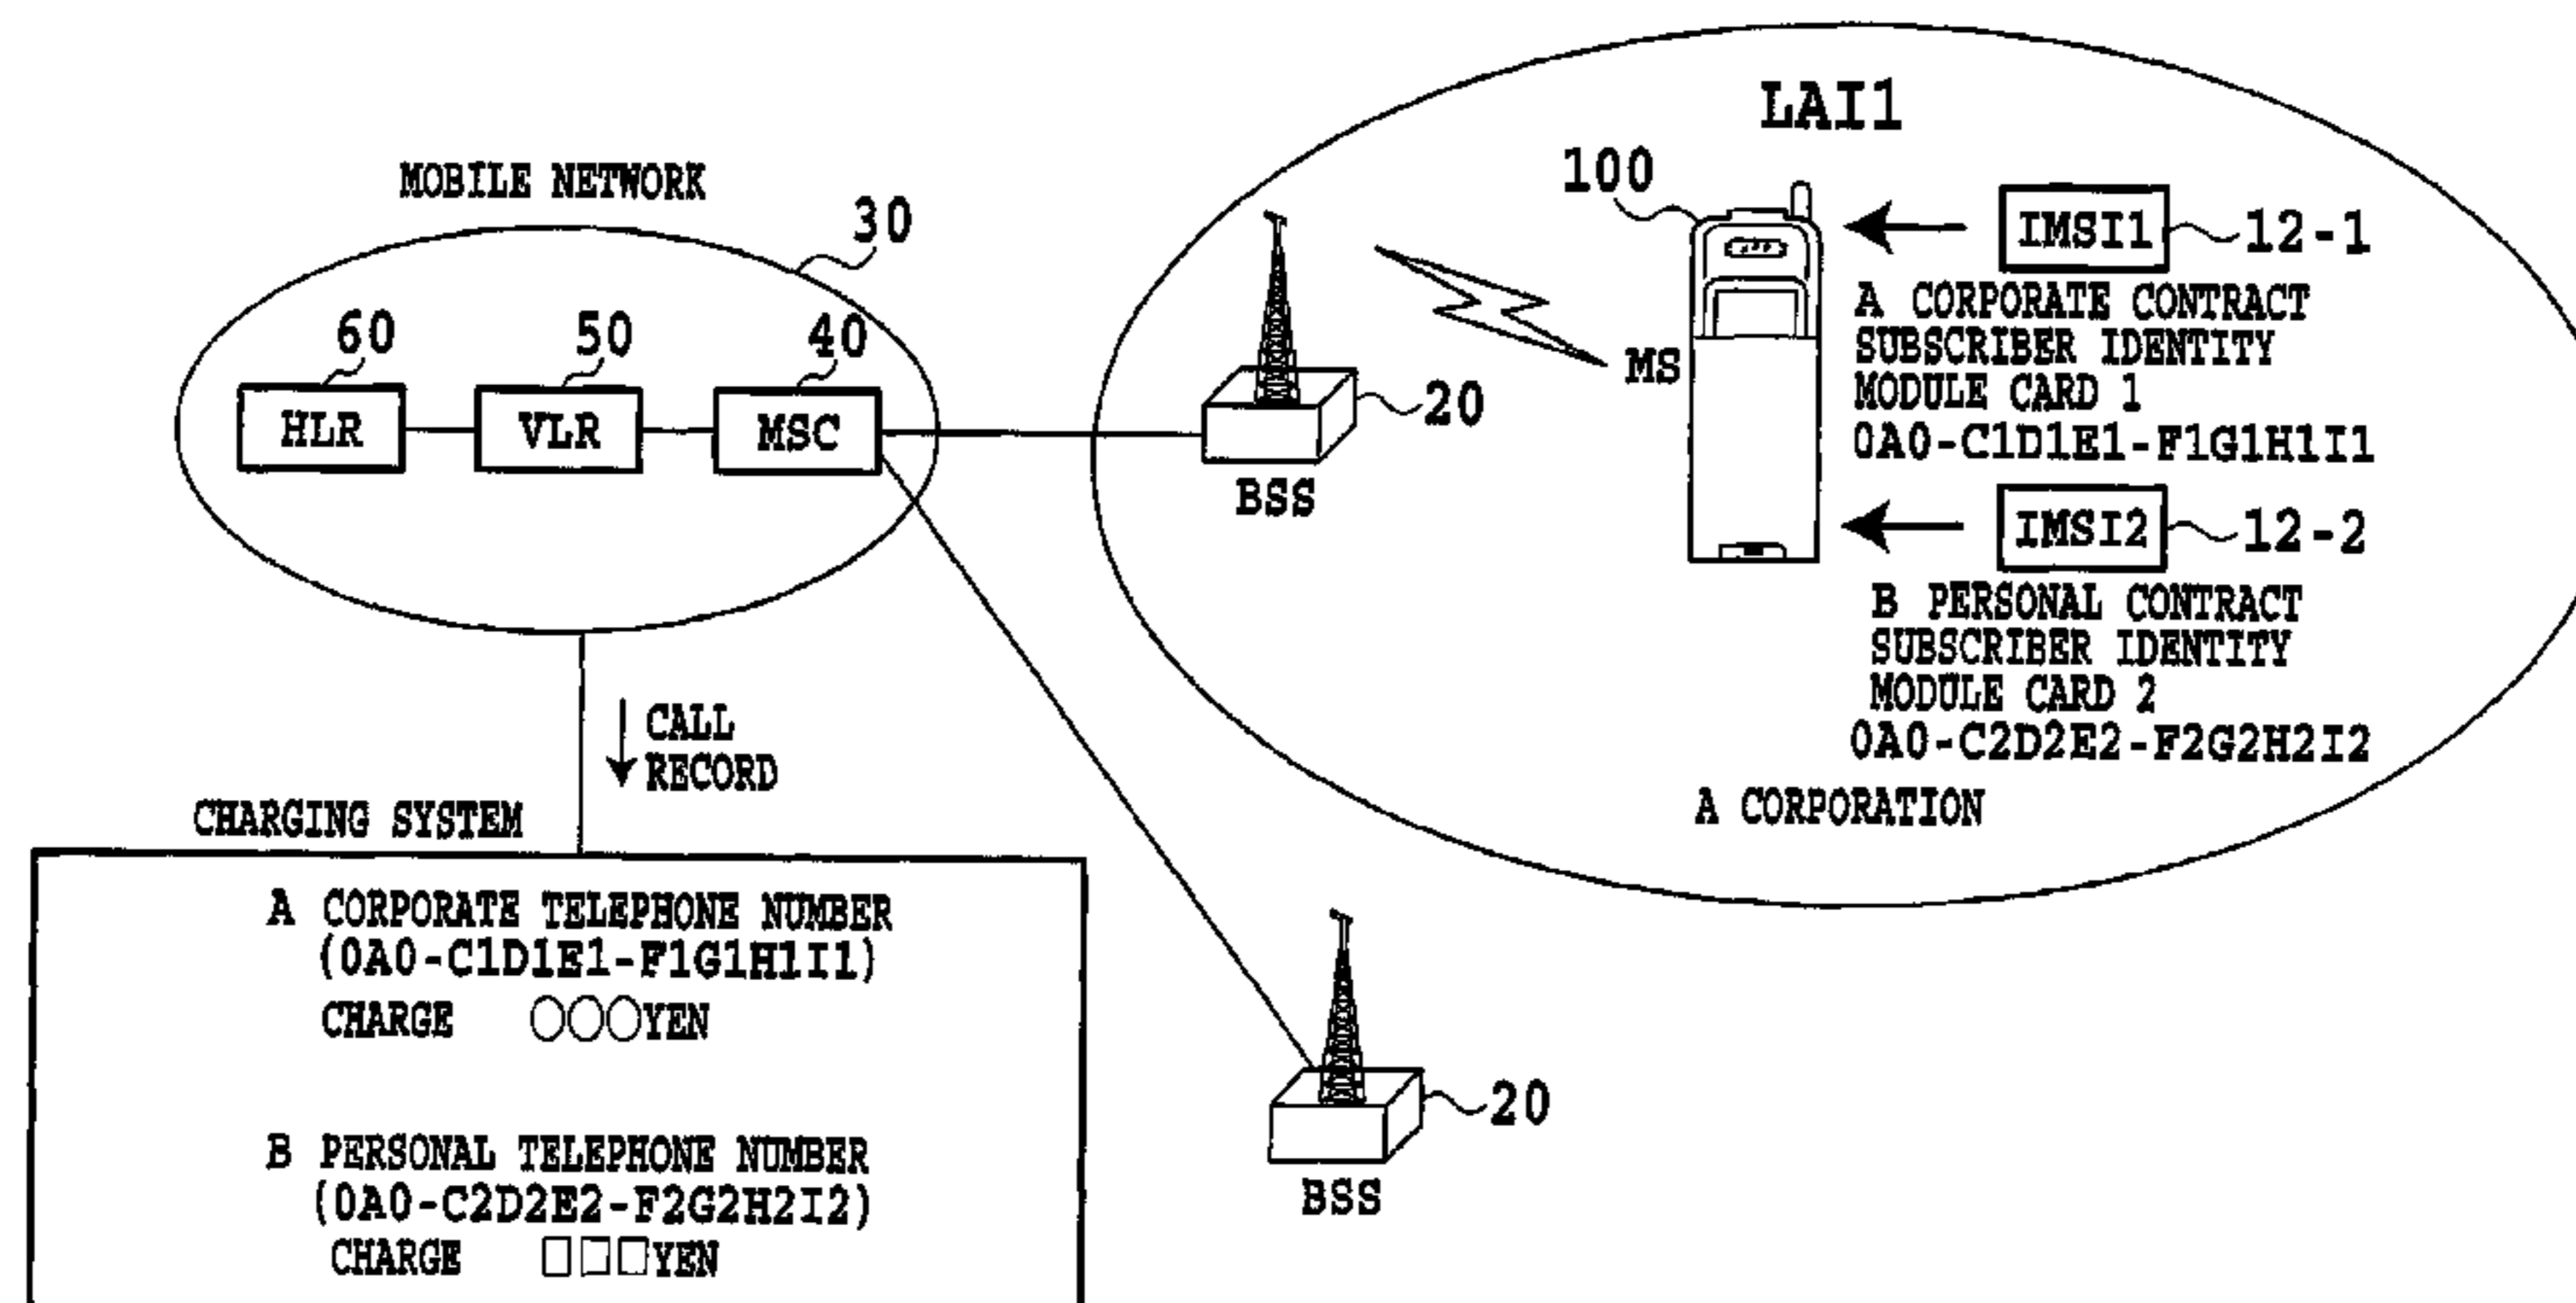 LAI1
MOBILE NETWORK
30
100
IMSI1
12-1
A CORPORATE CONTRACT
SUBSCRIBER IDENTITY
MODULE CARD 1
0A0-C1D1E1-F1G1H1I1
60
50
40
HLR
VLR
MSC
MS
20
BSS
IMSI2
12-2
B PERSONAL CONTRACT
SUBSCRIBER IDENTITY
MODULE CARD 2
0A0-C2D2E2-F2G2H2I2
A CORPORATION
CALL
RECORD
CHARGING SYSTEM
A CORPORATE TELEPHONE NUMBER
(0A0-C1D1E1-F1G1H1I1)
CHARGE ○○○YEN
B PERSONAL TELEPHONE NUMBER
(0A0-C2D2E2-F2G2H2I2)
CHARGE □□□YEN
20
BSS